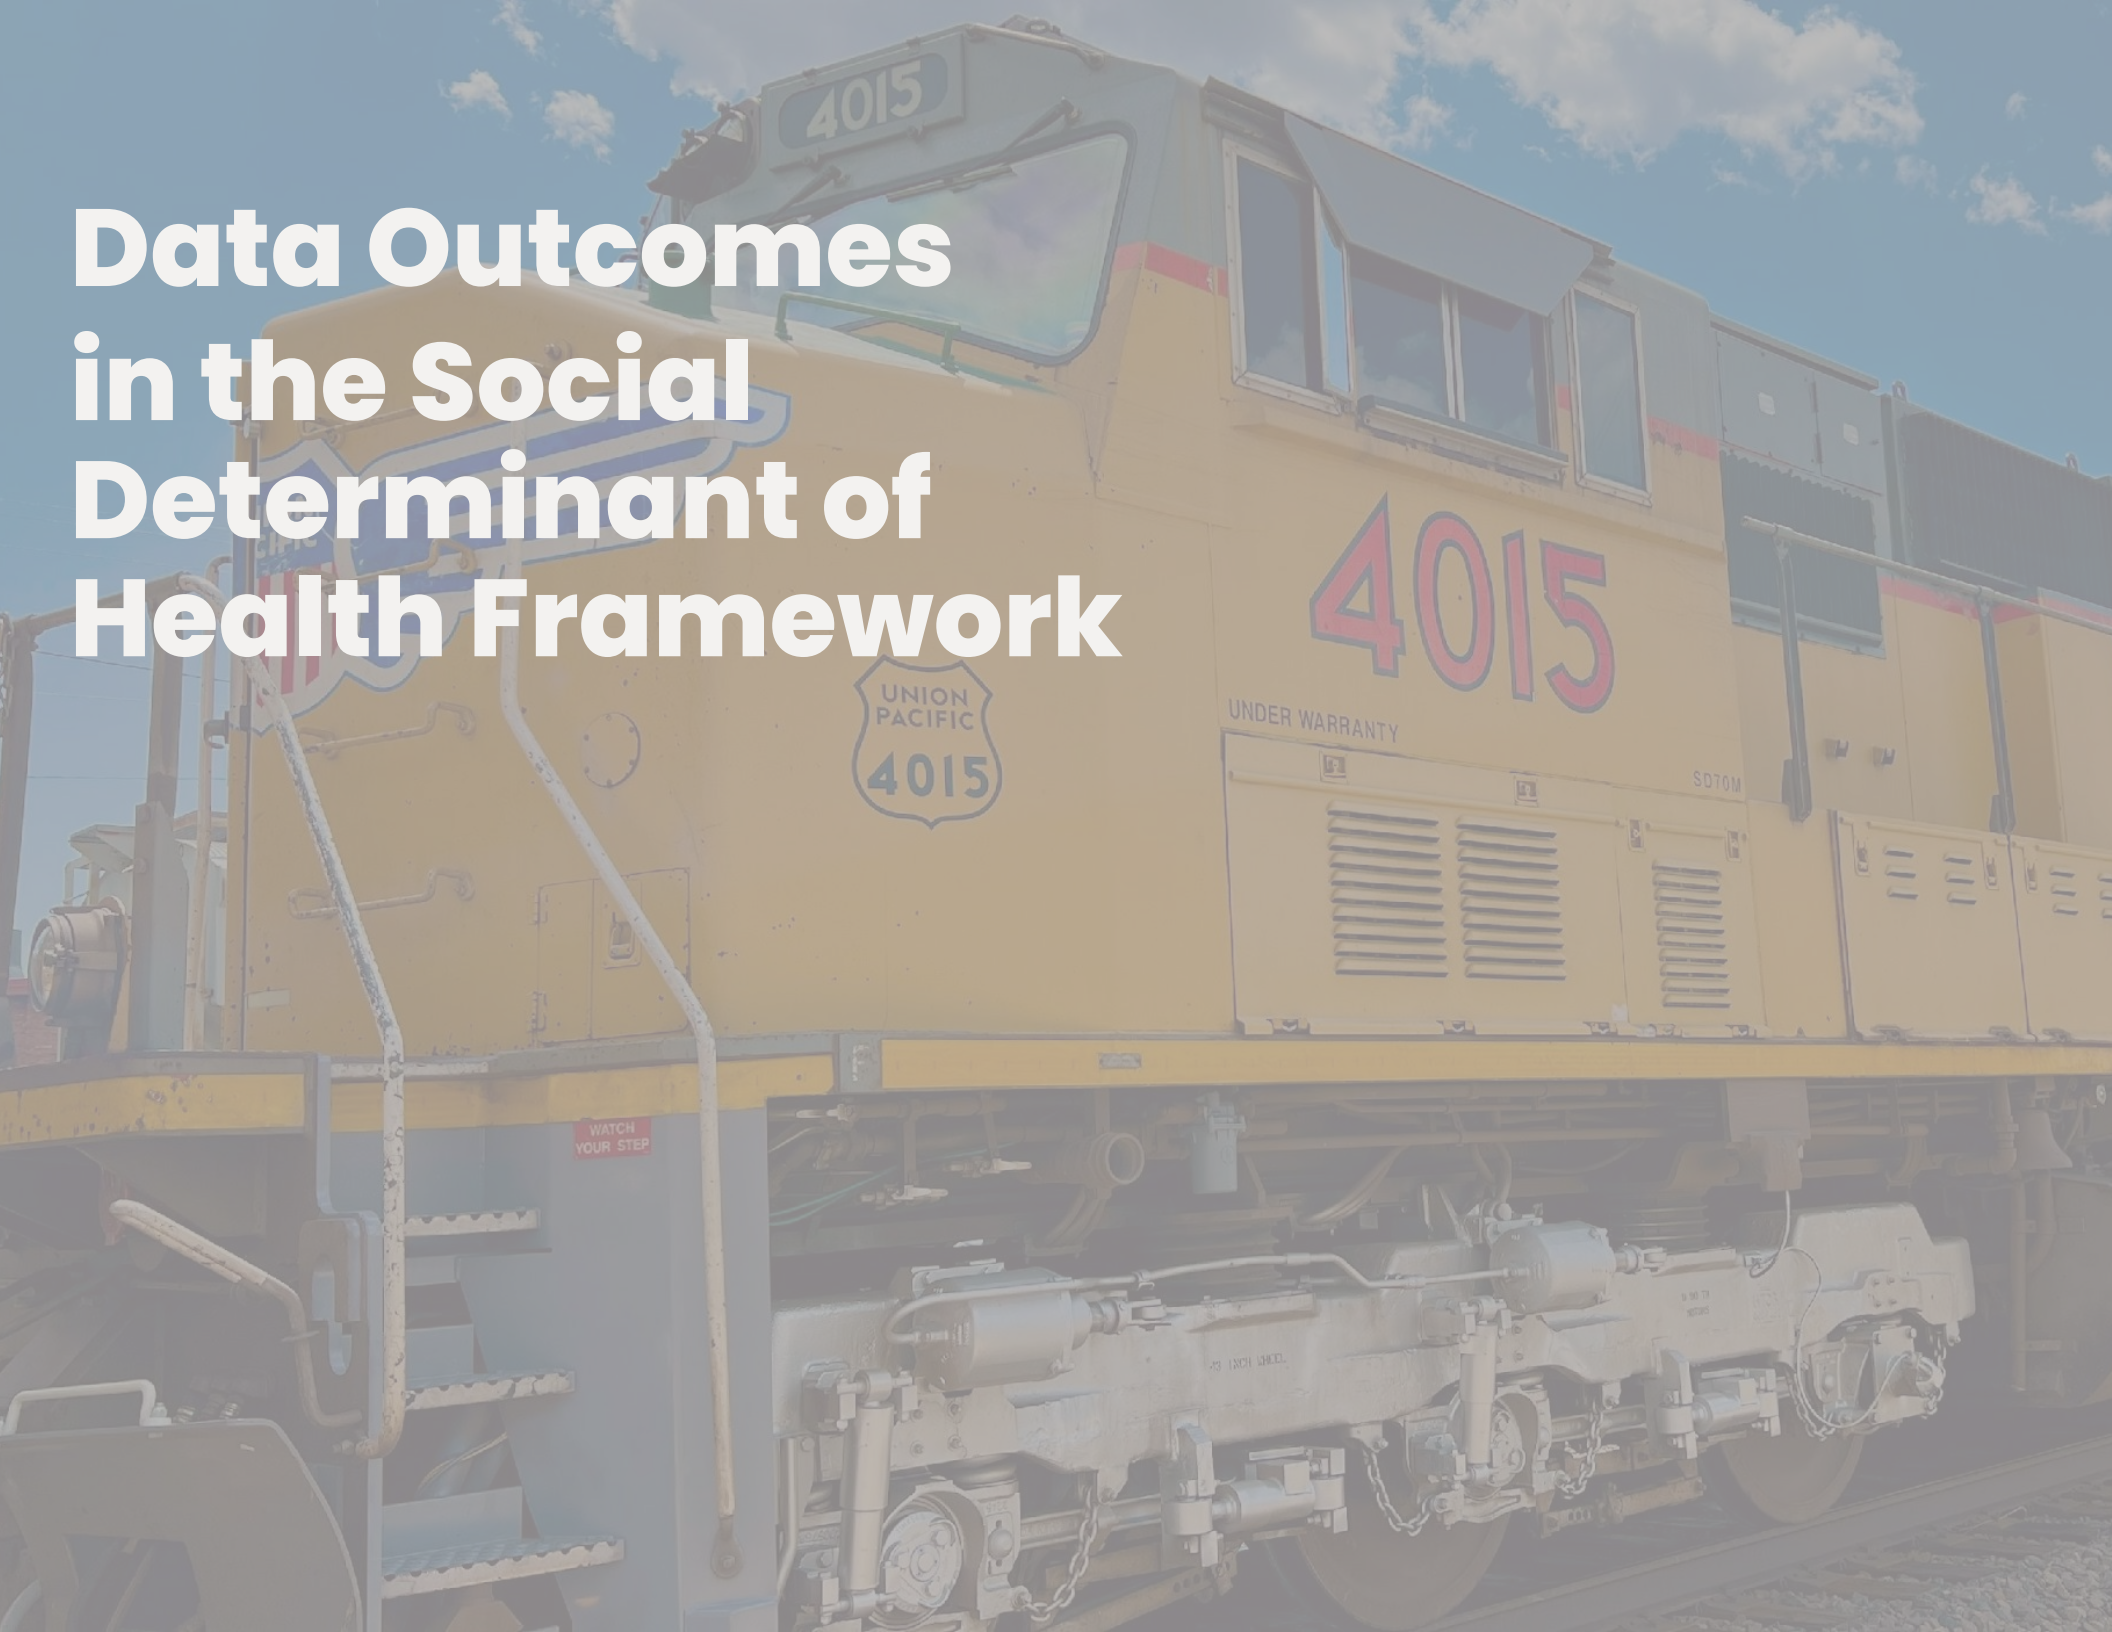 4015
Data Outcomes
in the Social
Determinant of
Health Framework
4015
UNION
PACIFIC
4015
UNDER WARRANTY
SD70M
WATCH
YOUR STEP